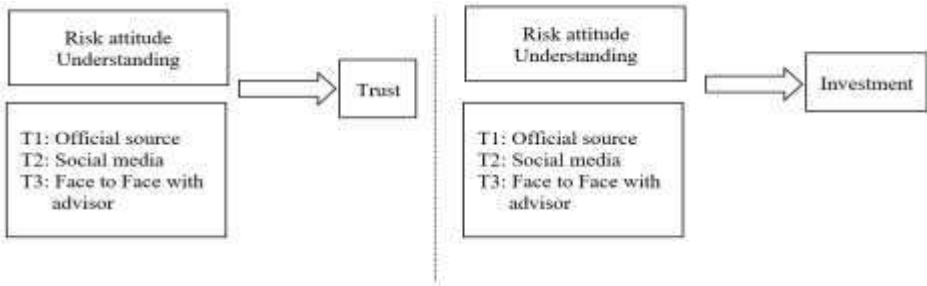 Risk attitude
Understanding
Trust
T1: Official source
T2: Social media
T3: Face to Face with
advisor
Risk attitude
Understanding
Investment
T1: Official source
T2: Social media
T3: Face to Face with
advisor